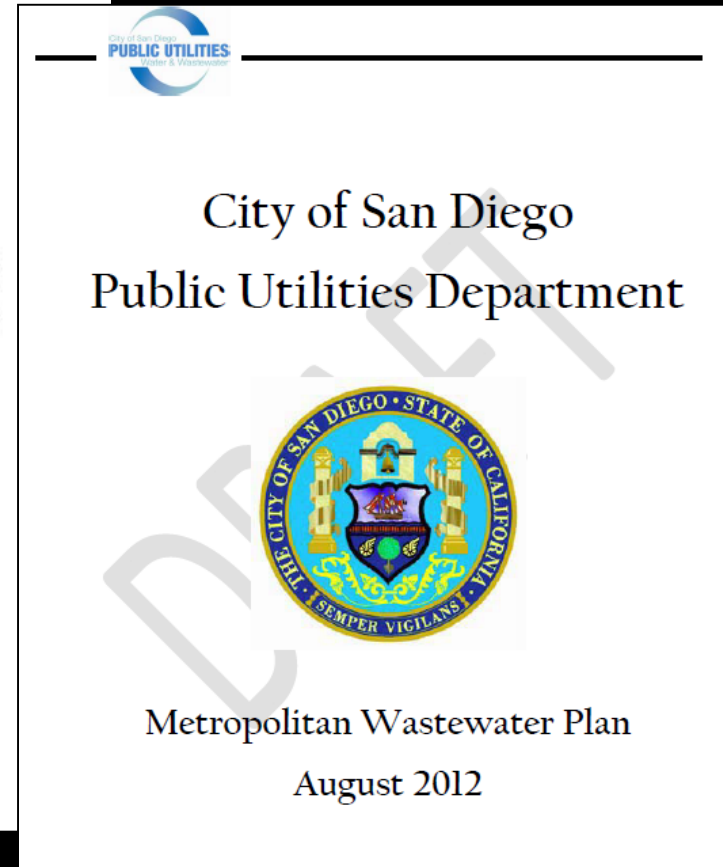 City of San Diego
PUBLIC UTILITIES
Water & Wastewater
City of San Diego
Public Utilities Department
DRAFT
THE CITY OF SAN DIEGO · STATE OF CALIFORNIA
SEMPER VIGILANS
Metropolitan Wastewater Plan
August 2012